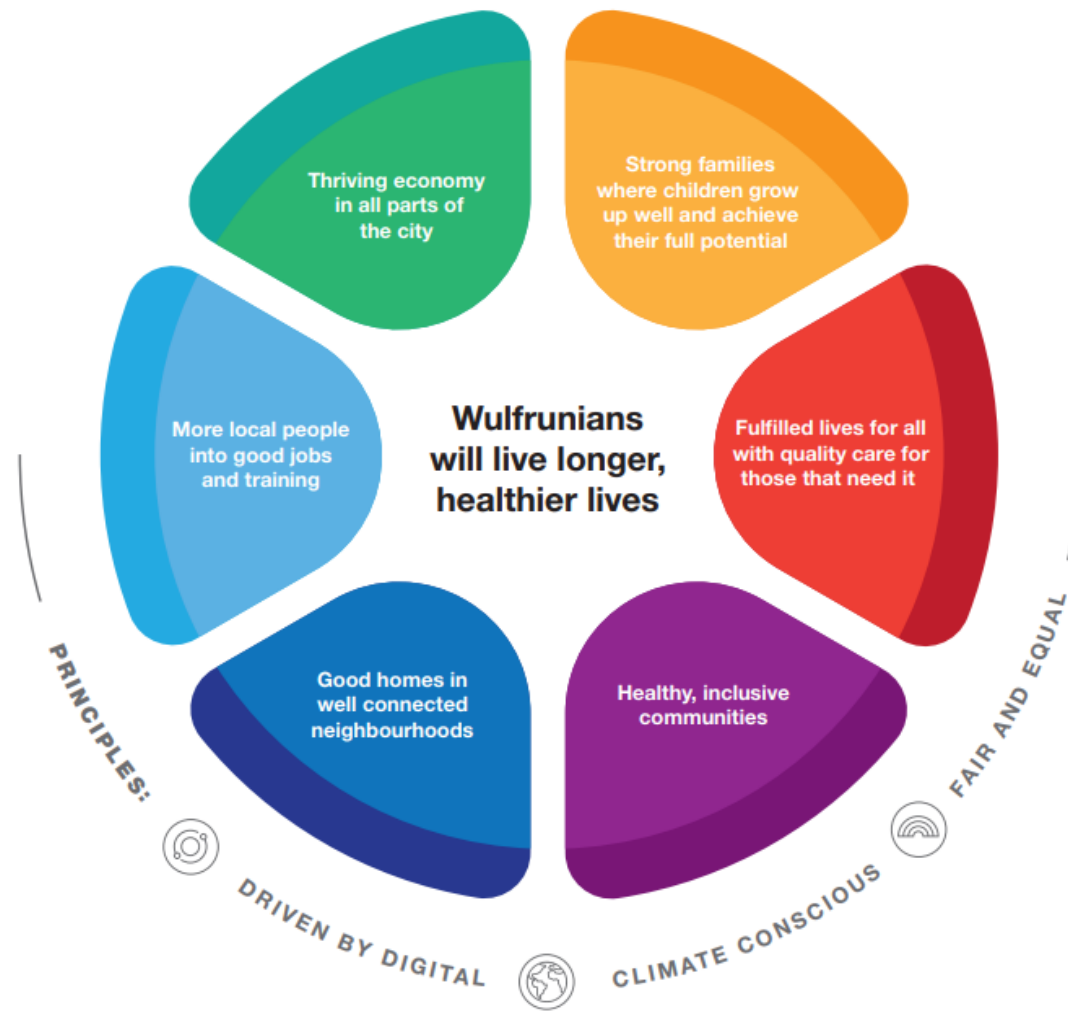 Thriving economy
in all parts of
the city
Strong families
where children grow
up well and achieve
their full potential
More local people
into good jobs
and training
Wulfrunians
will live longer,
healthier lives
Fulfilled lives for all
with quality care for
those that need it
Good homes in
well connected
neighbourhoods
Healthy, inclusive
communities
PRINCIPLES:
DRIVEN BY DIGITAL
CLIMATE CONSCIOUS
FAIR AND EQUAL